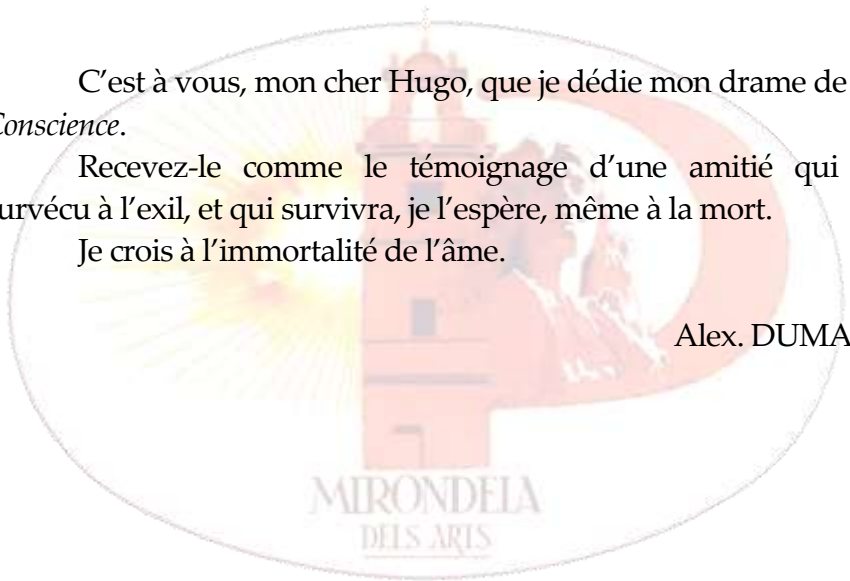 C’est à vous, mon cher Hugo, que je dédie mon drame de
Conscience.
Recevez-le comme le témoignage d’une amitié qui
urvécu à l’exil, et qui survivra, je l’espère, même à la mort.
Je crois à l’immortalité de l’âme.
Alex. DUMA
MIRONDELA
DELS ARTS